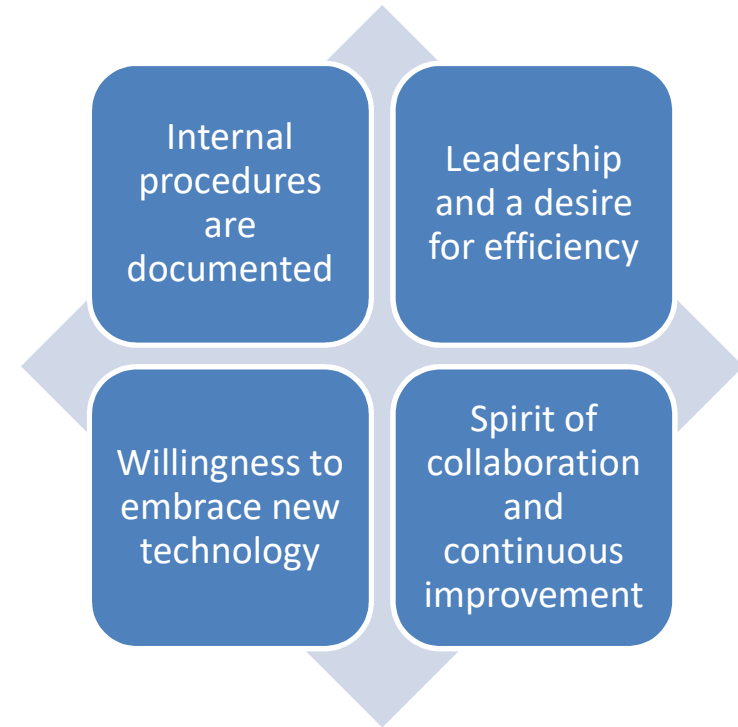 Internal
procedures
are
documented
Leadership
and a desire
for efficiency
Willingness to
embrace new
technology
Spirit of
collaboration
and
continuous
improvement